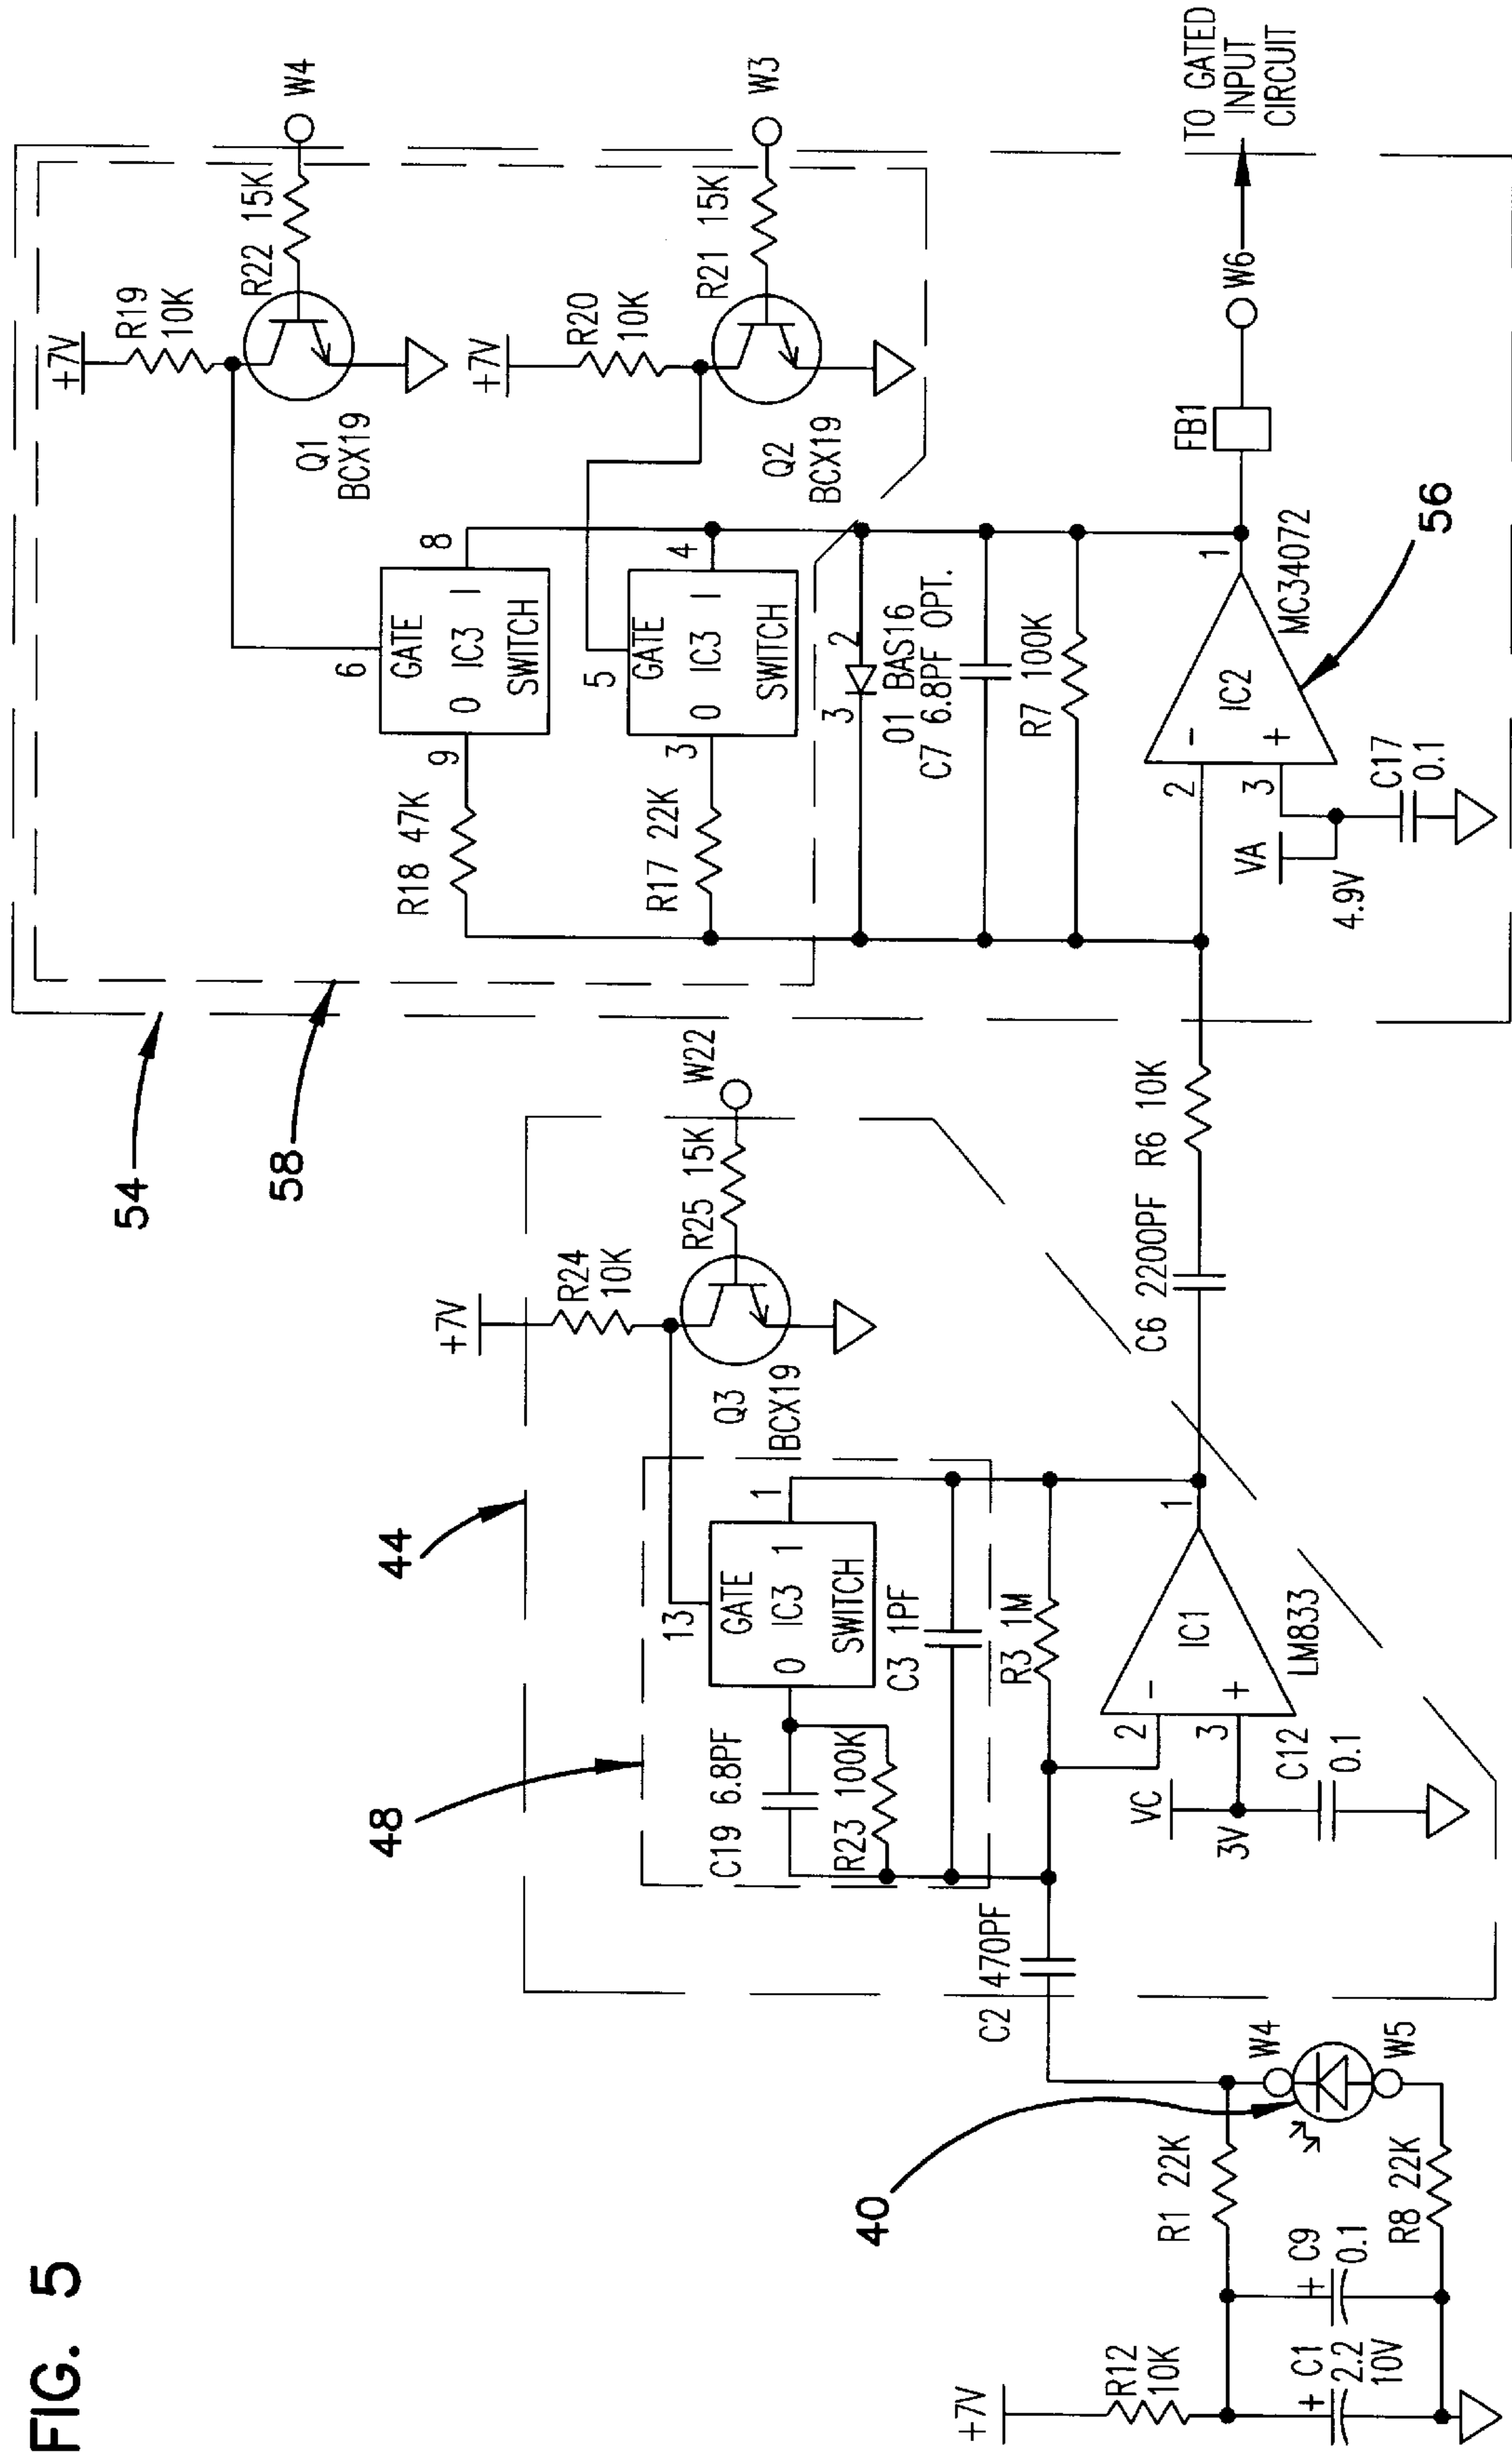 FIG. 5
+7V
R12
10K
C1
2.2
10V
+
C9
0.1
+
R1 22K
R8 22K
40
W4
W5
C2 470PF
44
48
C19 6.8PF
R23 100K
13
GATE
0 IC3 1
SWITCH
1
C3 1PF
R3 1M
+7V
R24
10K
Q3
BCX19
R25 15K
W22
VC
3V
2
3
-
+
IC1
1
LM833
C12
0.1
C6 2200PF
R6 10K
54
58
R18 47K
9
6
GATE
0 IC3 1
SWITCH
8
R17 22K
3
5
GATE
0 IC3 1
SWITCH
4
+7V
R19
10K
Q1
BCX19
R22 15K
W4
+7V
R20
10K
Q2
BCX19
R21 15K
W3
3
2
01 BAS16
C7 6.8PF OPT.
R7 100K
VA
4.9V
2
3
-
+
IC2
1
MC34072
C17
0.1
56
FB1
W6
TO GATED
INPUT
CIRCUIT